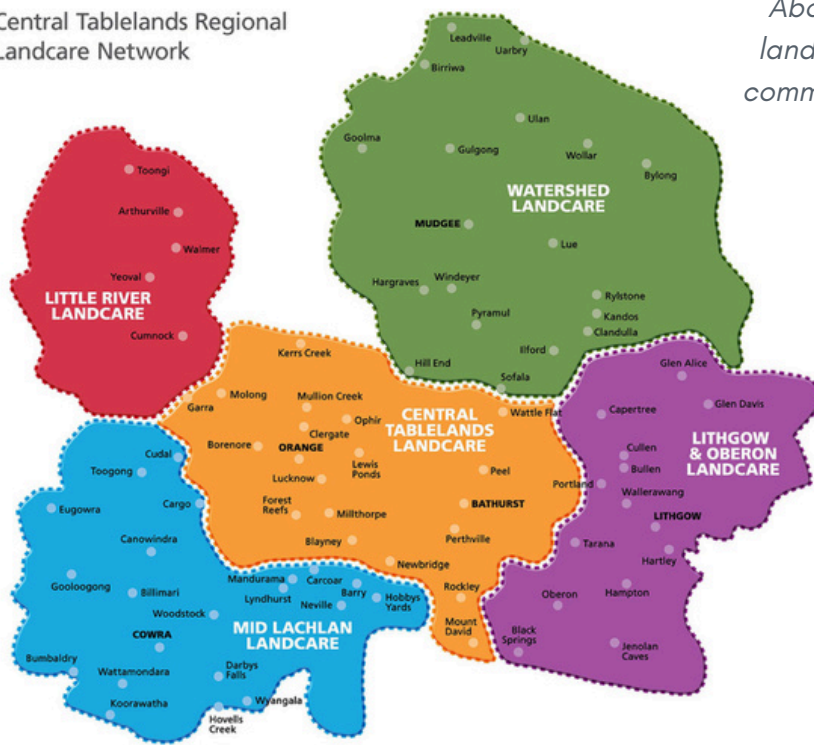 Central Tablelands Regional
Landcare Network
Leadville
Uarbry
Birriwa
Ulan
Goolma
Gulgong
Wollar
Bylong
WATERSHED
LANDCARE
MUDGEE
Lue
Hargraves
Windeyer
Rylstone
Pyramul
Kandos
Clandulla
Ilford
Hill End
Sofala
Toongi
Arthurville
Walmer
Yeoval
LITTLE RIVER
LANDCARE
Cumnock
Kerrs Creek
Molong
Garra
Mullion Creek
Ophir
Clergate
Wattle Flat
CENTRAL
TABLELANDS
LANDCARE
Borenore
ORANGE
Lewis
Ponds
Lucknow
Peel
Forest
Reefs
Millthorpe
BATHURST
Blayney
Perthville
Newbridge
Rockley
Mount
David
Glen Alice
Glen Davis
Capertree
LITHGOW
& OBERON
LANDCARE
Cullen
Bullen
Portland
Wallerawang
LITHGOW
Tarana
Hartley
Hampton
Oberon
Black
Springs
Jenolan
Caves
Cudal
Toogong
Cargo
Eugowra
Canowindra
Gooloogong
Billimari
Mandurama
Carcoar
Lyndhurst
Barry
Neville
Hobbys
Yards
Woodstock
MID LACHLAN
LANDCARE
COWRA
Bumbaldry
Wattamondara
Darbys
Falls
Koorawatha
Wyangala
Hovells
Creek